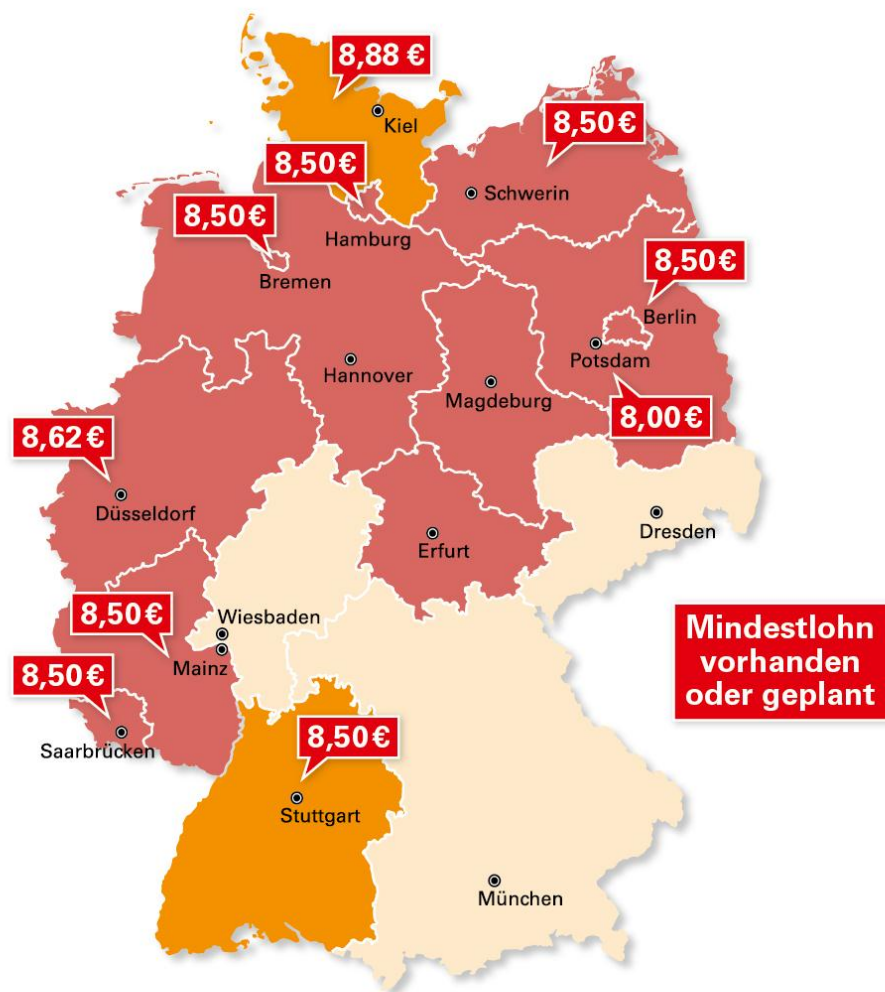 8,88 €
Kiel
8,50 €
8,50 €
Schwerin
8,50 €
Hamburg
Bremen
8,50 €
Berlin
Potsdam
Hannover
Magdeburg
8,00 €
8,62 €
Düsseldorf
Dresden
Erfurt
8,50 €
Wiesbaden
Mainz
8,50 €
Saarbrücken
Mindestlohn
vorhanden
oder geplant
8,50 €
Stuttgart
München